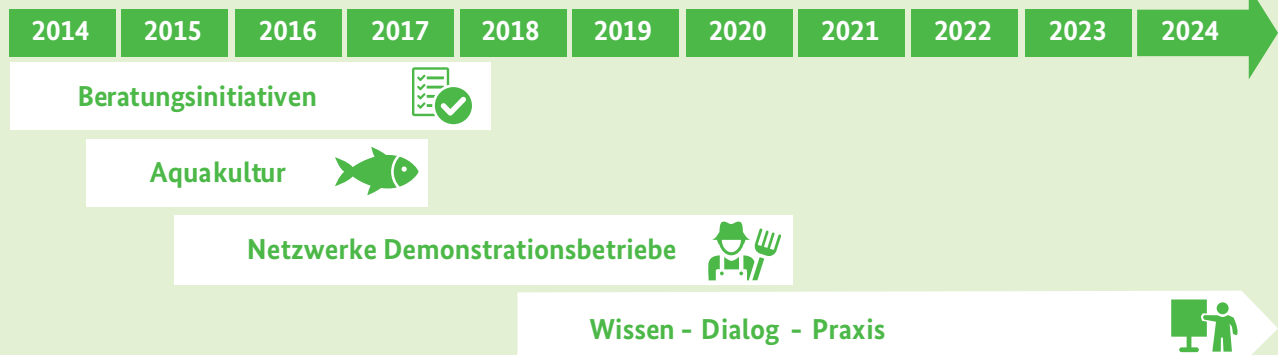 2014 2015 2016 2017 2018 2019 2020 2021 2022 2023 2024
Beratungsinitiativen
Aquakultur
Netzwerke Demonstrationsbetriebe
Wissen - Dialog - Praxis